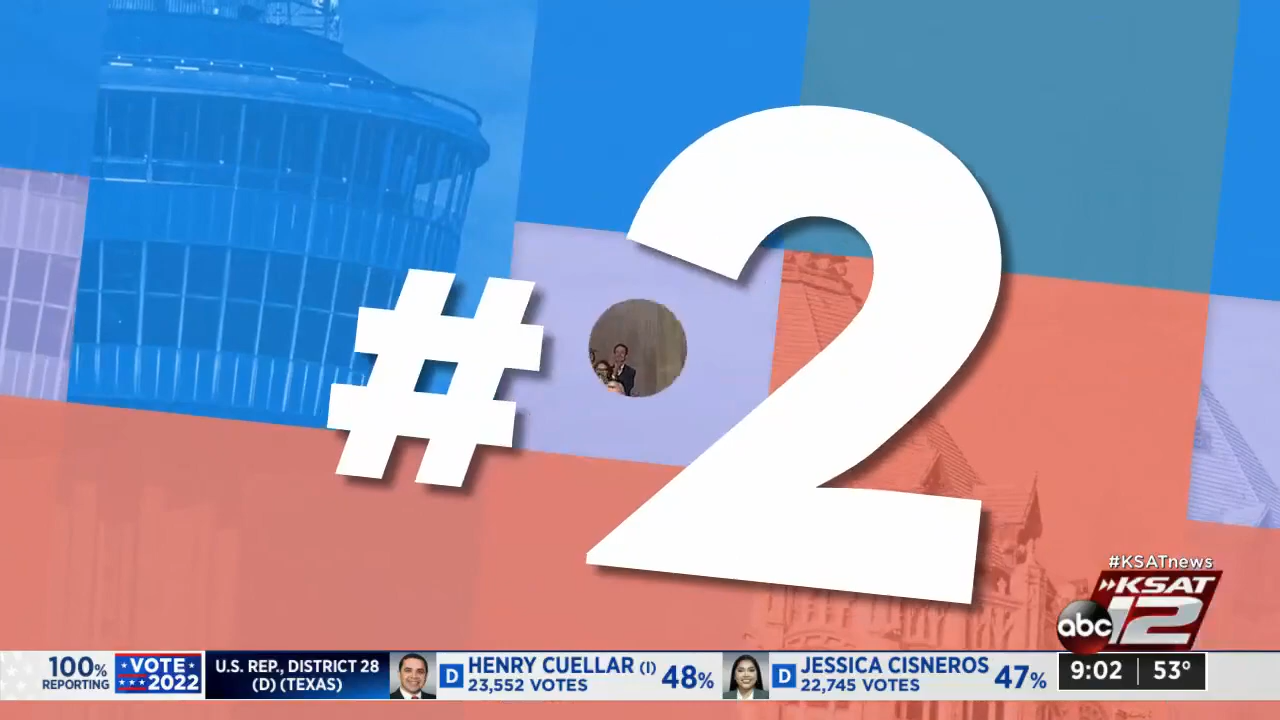 #2
#KSATnews
KSAT
abc 12
100% REPORTING
VOTE 2022
U.S. REP., DISTRICT 28
(D) (TEXAS)
D HENRY CUELLAR (I) 48%
23,552 VOTES
D JESSICA CISNEROS 47%
22,745 VOTES
9:02 53°